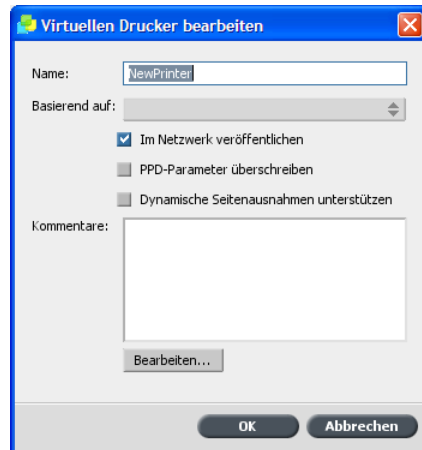 Virtuellen Drucker bearbeiten
Name: NewPrinter
Basierend auf:
Im Netzwerk veröffentlichen
PPD-Parameter überschreiben
Dynamische Seitenausnahmen unterstützen
Kommentare:
Bearbeiten...
OK Abbrechen